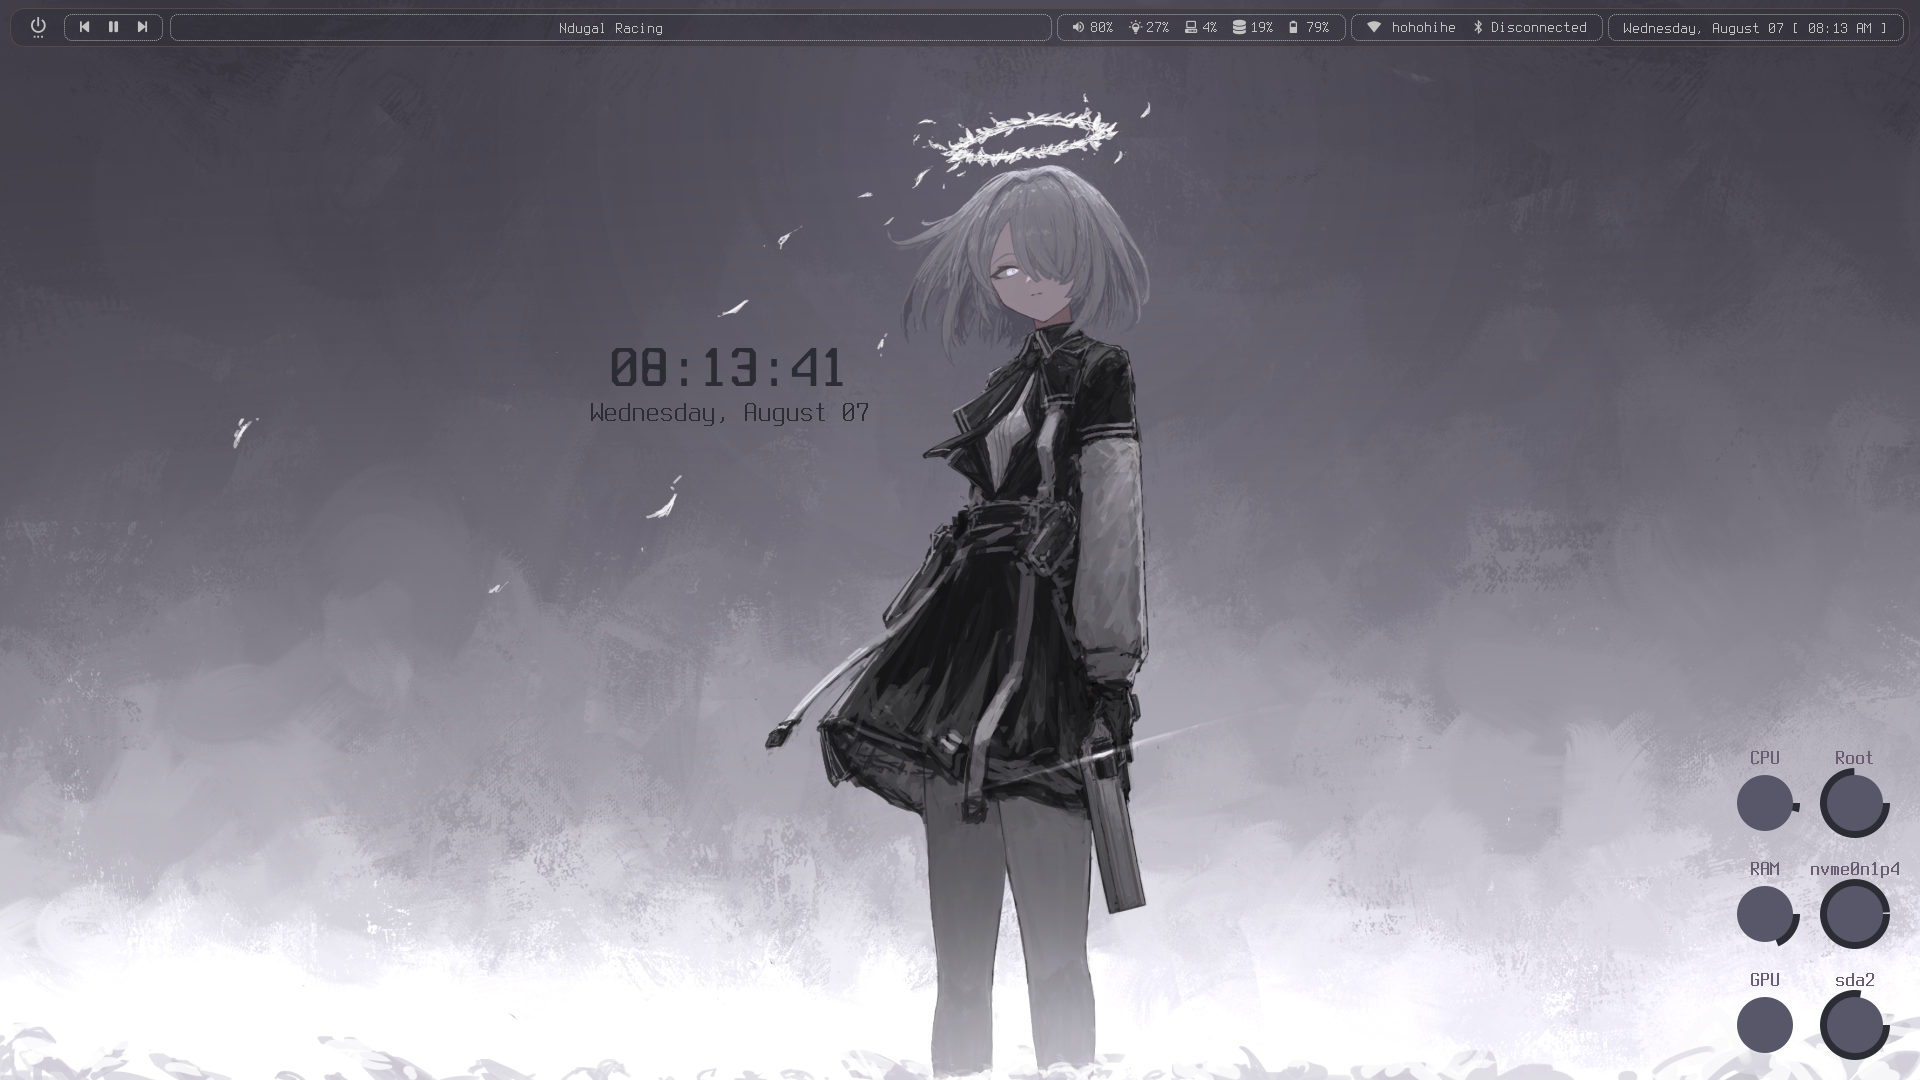 Ndugal Racing 80% 27% 4% 19% 79% hohohihe Disconnected Wednesday, August 07 [ 08:13 AM ]
08:13:41
Wednesday, August 07
CPU Root
RAM nvme0n1p4
GPU sda2